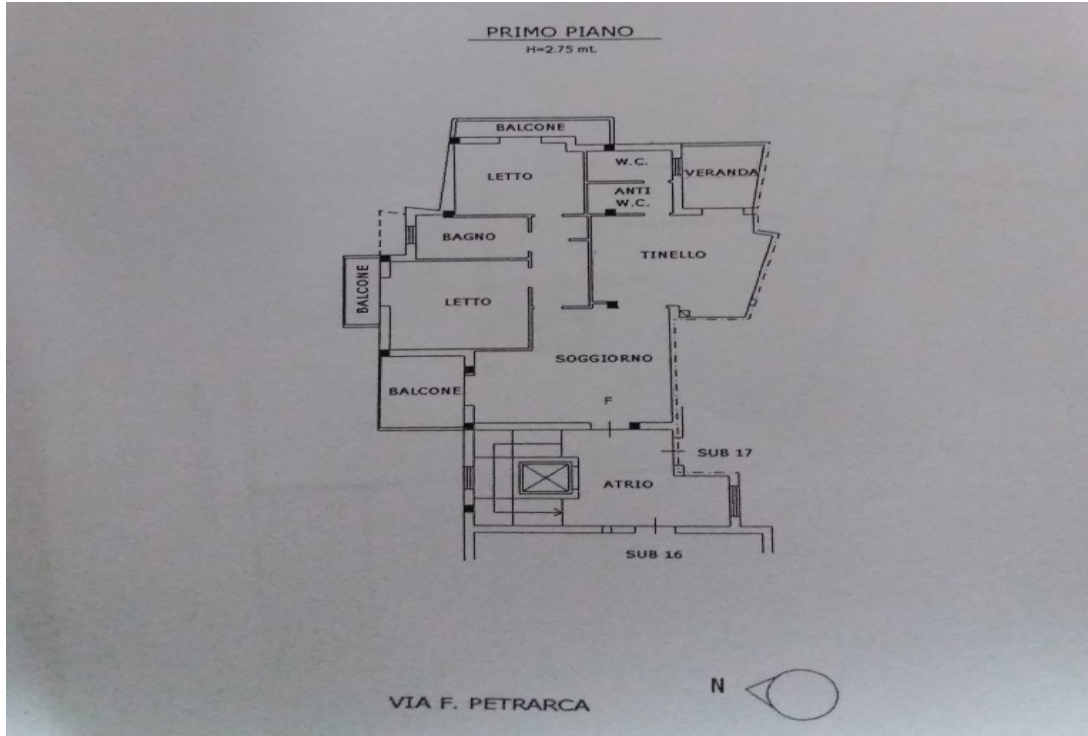 PRIMO PIANO
H=2.75 mt.
BALCONE
W.C.
LETTO
VERANDA
ANTI
W.C.
BAGNO
TINELLO
BALCONE
LETTO
SOGGIORNO
BALCONE
F
SUB 17
ATRIO
SUB 16
N
VIA F. PETRARCA